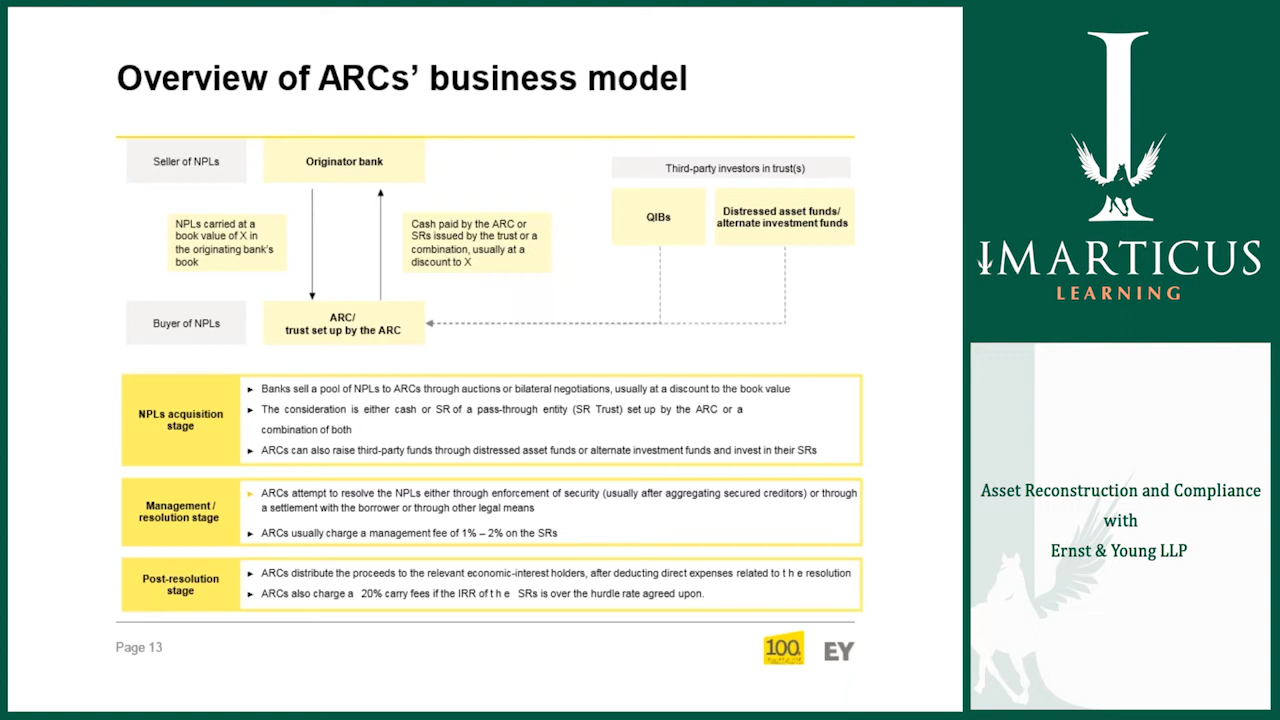 Overview of ARCs’ business model
Seller of NPLs
Originator bank
Third-party investors in trust(s)
NPLs carried at a
book value of X in
the originating bank's
book
Cash paid by the ARC or
SRs issued by the trust or a
combination, usually at a
discount to X
QIBs
Distressed asset funds/
alternate investment funds
Buyer of NPLs
ARC/
trust set up by the ARC
NPLs acquisition
stage
► Banks sell a pool of NPLs to ARCs through auctions or bilateral negotiations, usually at a discount to the book value
► The consideration is either cash or SR of a pass-through entity (SR Trust) set up by the ARC or a
combination of both
► ARCs can also raise third-party funds through distressed asset funds or alternate investment funds and invest in their SRs
Management /
resolution stage
► ARCs attempt to resolve the NPLs either through enforcement of security (usually after aggregating secured creditors) or through
a settlement with the borrower or through other legal means
► ARCs usually charge a management fee of 1% – 2% on the SRs
Post-resolution
stage
► ARCs distribute the proceeds to the relevant economic-interest holders, after deducting direct expenses related to t h e resolution
► ARCs also charge a 20% carry fees if the IRR of t h e SRs is over the hurdle rate agreed upon.
Page 13
100
EY
IMARTICUS
LEARNING
Asset Reconstruction and Compliance
with
Ernst & Young LLP